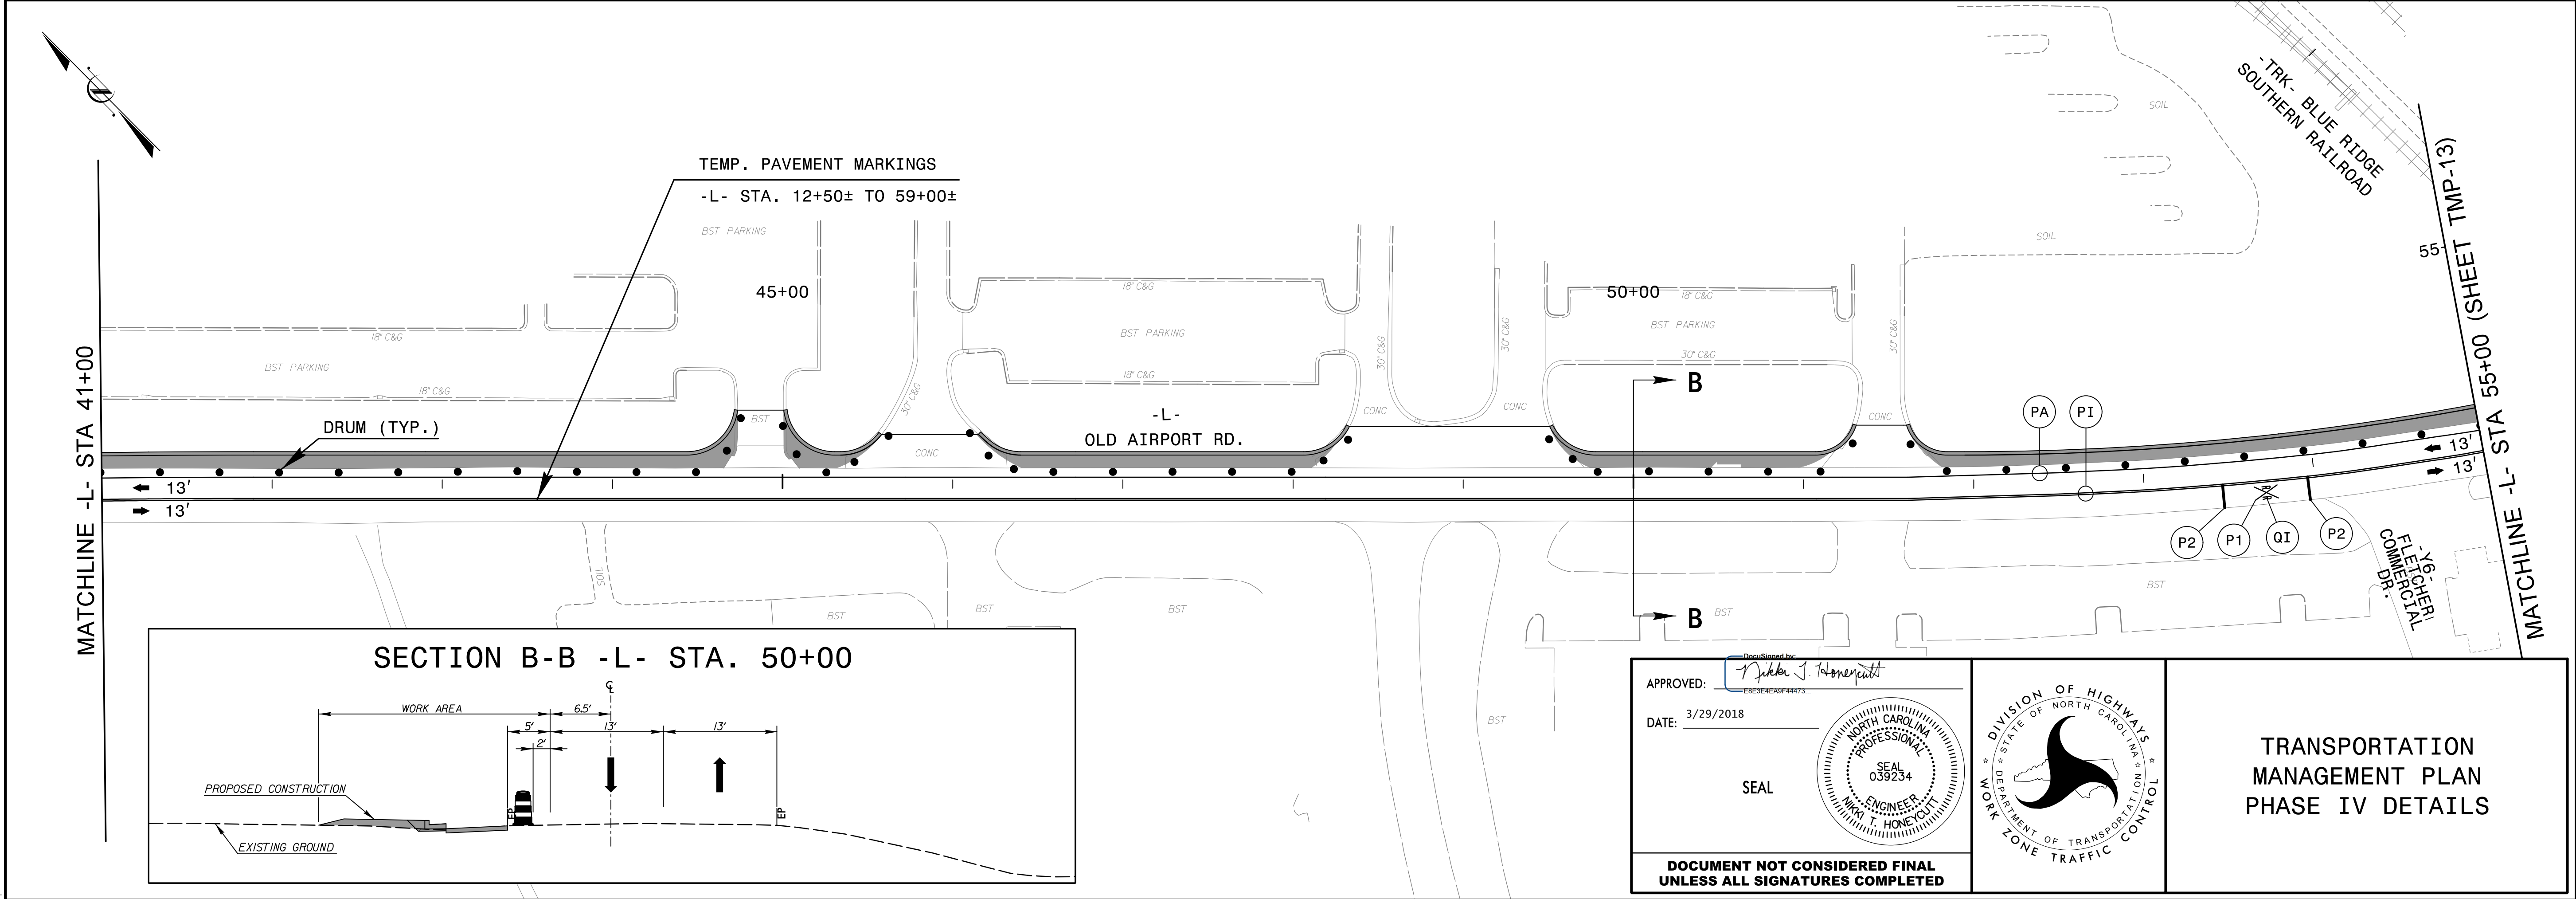 TEMP. PAVEMENT MARKINGS
-L- STA. 12+50± TO 59+00±
-TRK- BLUE RIDGE
SOUTHERN RAILROAD
SOIL
SOIL
BST PARKING
45+00
50+00
55
18" C&G
18" C&G
18" C&G
BST PARKING
BST PARKING
BST PARKING
30" C&G
30" C&G
30" C&G
30" C&G
18" C&G
18" C&G
30" C&G
MATCHLINE -L- STA 41+00
MATCHLINE -L- STA 55+00 (SHEET TMP-13)
DRUM (TYP.)
BST
CONC
-L-
OLD AIRPORT RD.
CONC
CONC
CONC
B
PA
PI
13'
13'
13'
13'
RR
P2
P1
QI
P2
-Y6-
FLETCHER
COMMERCIAL
DR.
SOIL
BST
BST
BST
BST
BST
BST
B
SECTION B-B -L- STA. 50+00
CL
WORK AREA
6.5'
5'
13'
13'
2'
PROPOSED CONSTRUCTION
EP
EP
EXISTING GROUND
DocuSigned by:
APPROVED: Nikki T. Honeycutt
E8E3E4EA9F44473...
DATE: 3/29/2018
SEAL
NORTH CAROLINA
PROFESSIONAL
SEAL
039234
ENGINEER
NIKKI T. HONEYCUTT
DOCUMENT NOT CONSIDERED FINAL
UNLESS ALL SIGNATURES COMPLETED
DIVISION OF HIGHWAYS
STATE OF NORTH CAROLINA
DEPARTMENT OF TRANSPORTATION
WORK ZONE TRAFFIC CONTROL
TRANSPORTATION
MANAGEMENT PLAN
PHASE IV DETAILS